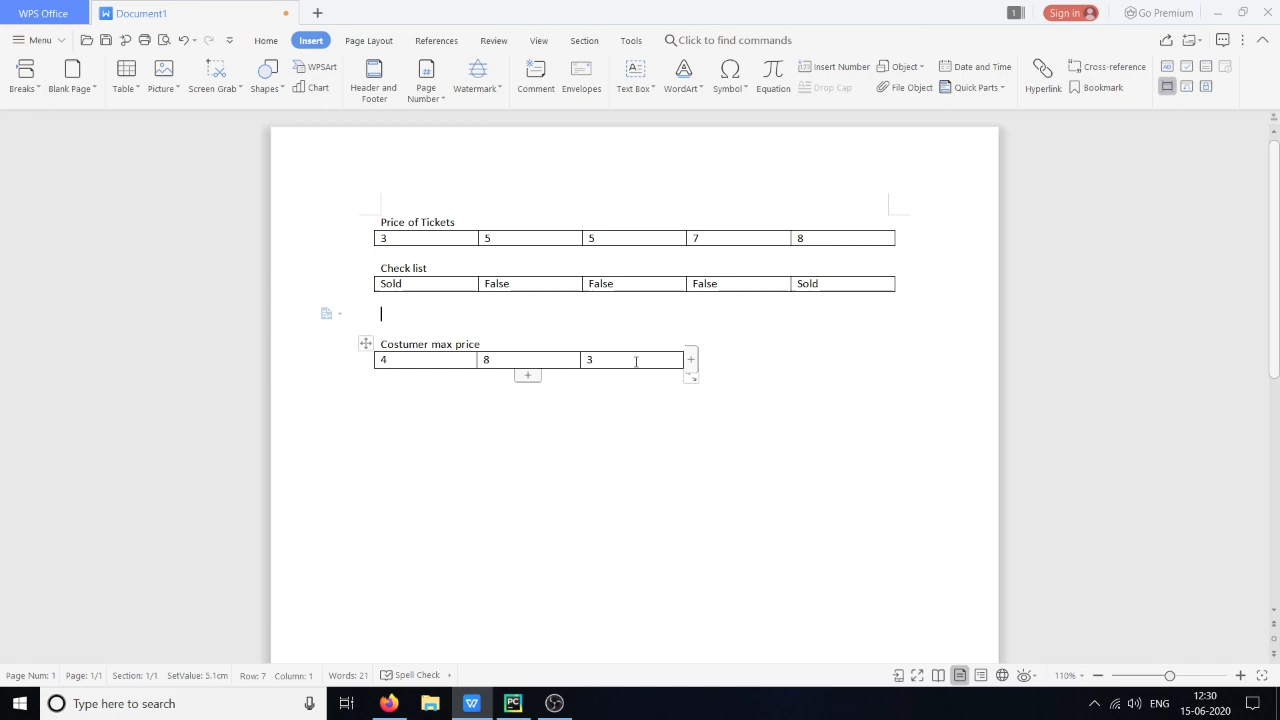 WPS Office
Document1
1
Sign in
Go Premium
Menu
Home
Insert
Page Layout
References
Review
View
Section
Tools
Click to find commands
Breaks
Blank Page
Table
Picture
Screen Grab
Shapes
WPSArt
Chart
Header and Footer
Page Number
Watermark
Comment
Envelopes
Text Box
WordArt
Symbol
Equation
Insert Number
Drop Cap
Object
File Object
Date and Time
Quick Parts
Hyperlink
Cross-reference
Bookmark
Price of Tickets
3 5 5 7 8
Check list
Sold False False False Sold
Costumer max price
4 8 3
Page Num: 1 Page: 1/1 Section: 1/1 Row: 7 Column: 1 Words: 21 Spell Check
110%
Type here to search
ENG
12:30
15-06-2020